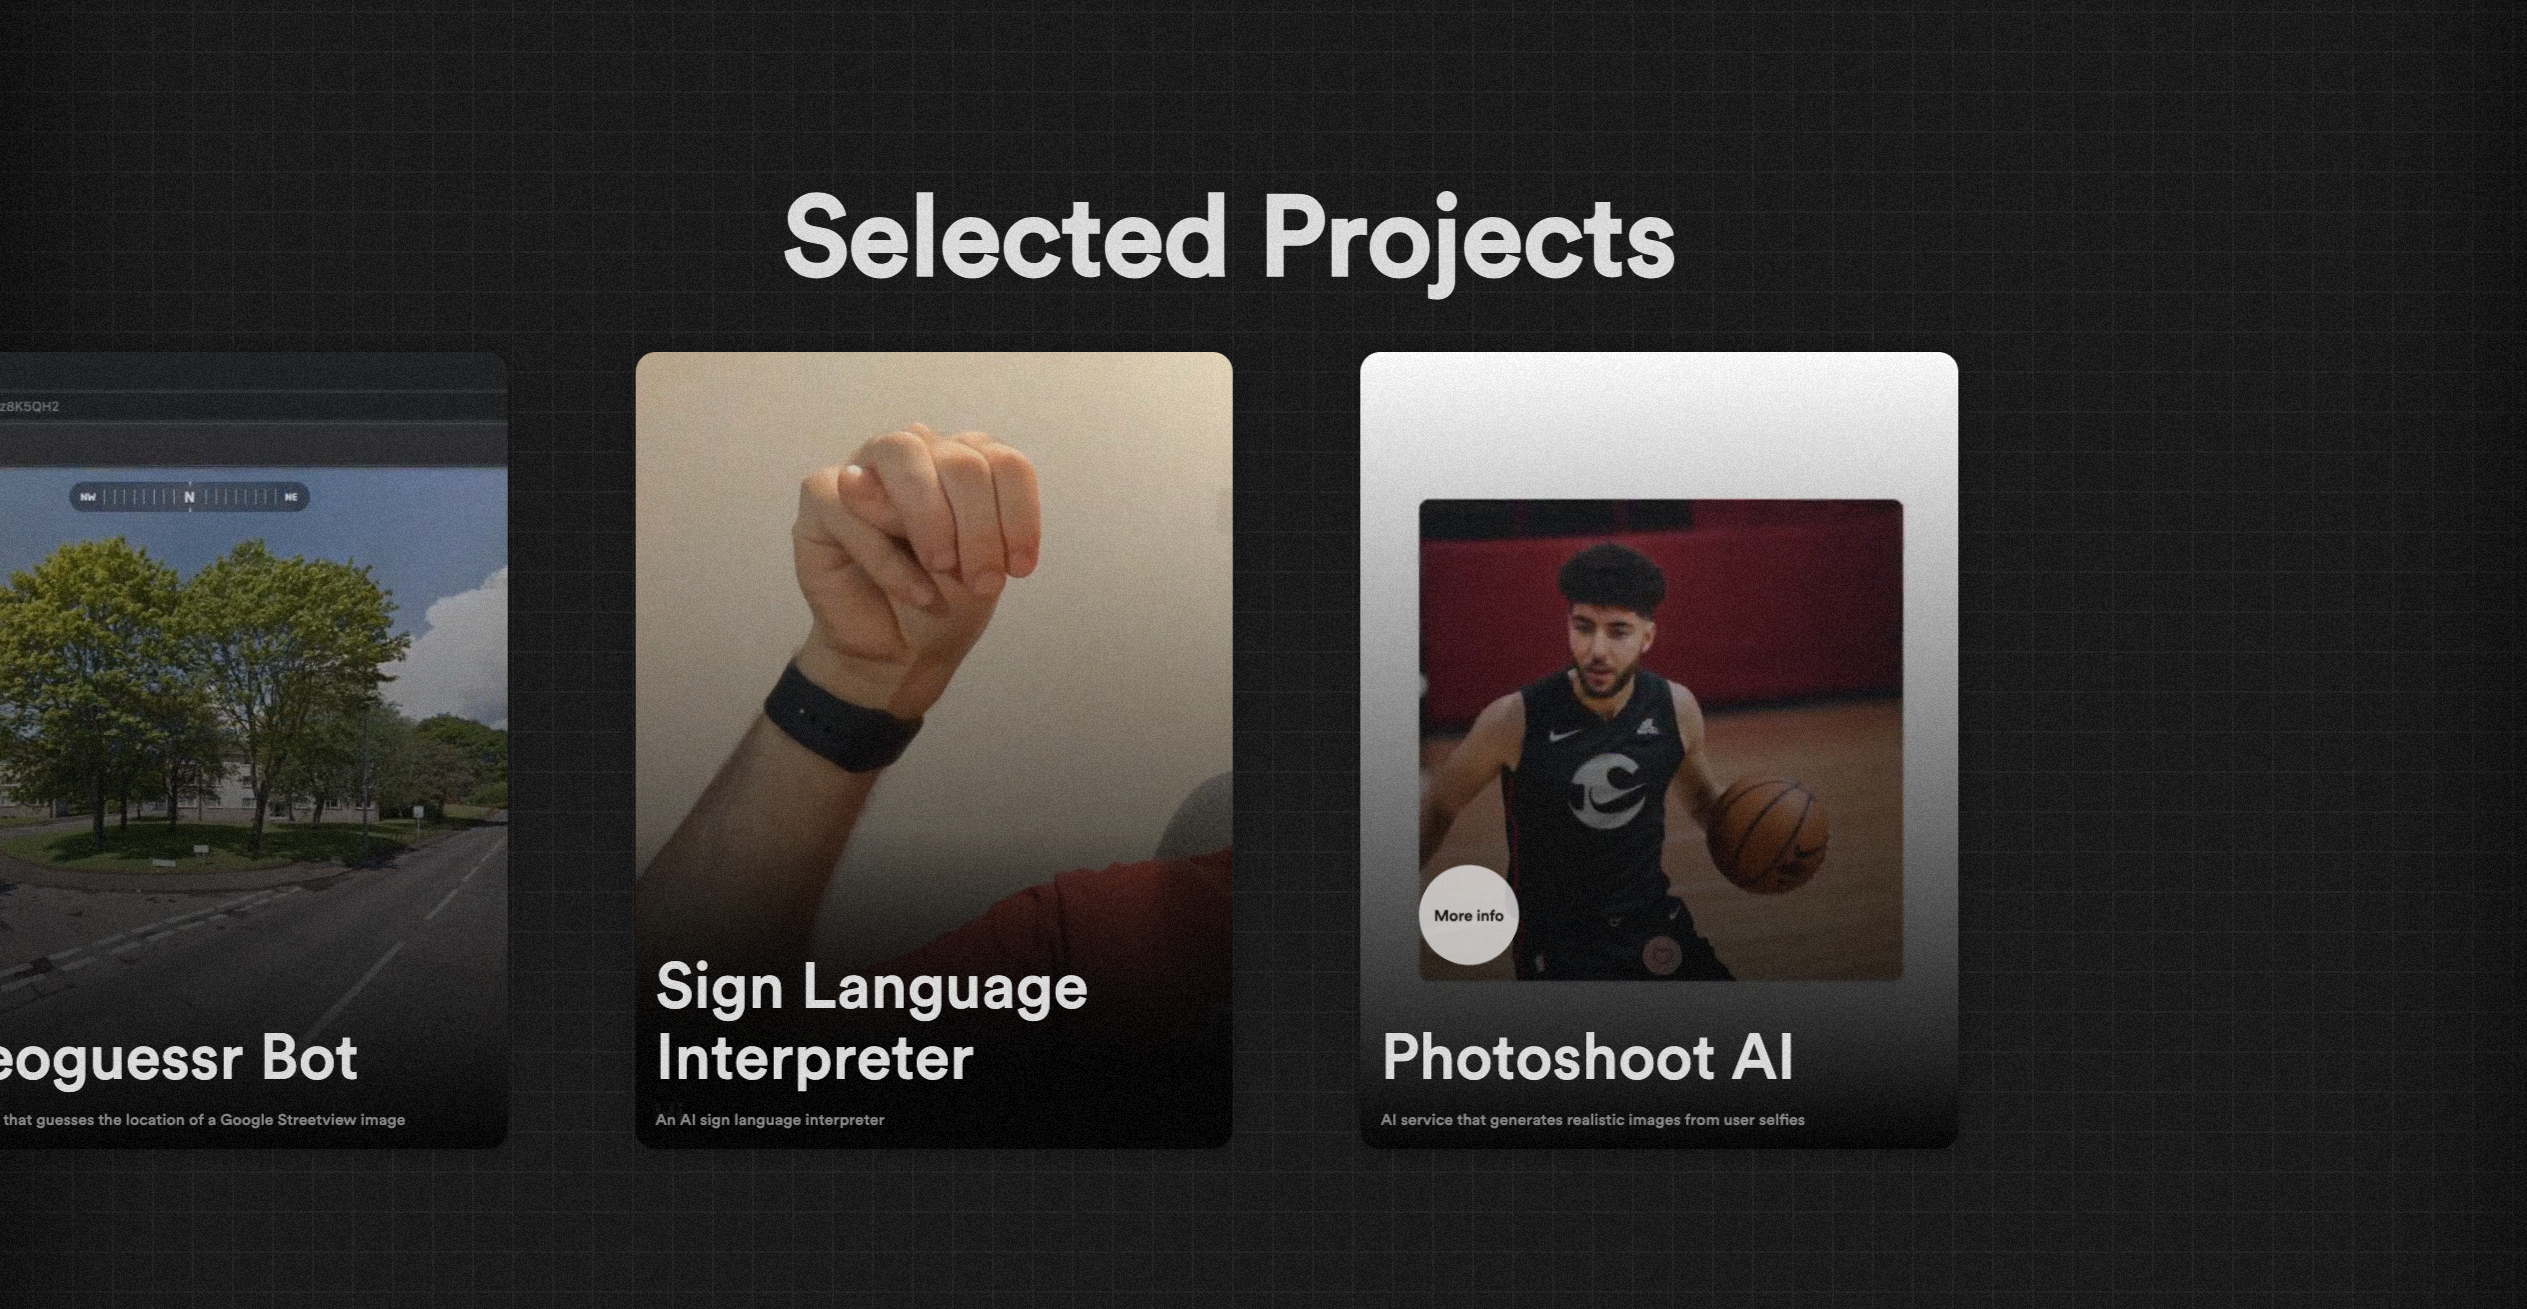 Selected Projects
z8K5QH2
NW N NE
eoguessr Bot
that guesses the location of a Google Streetview image
Sign Language
Interpreter
An AI sign language interpreter
More info
Photoshoot AI
AI service that generates realistic images from user selfies